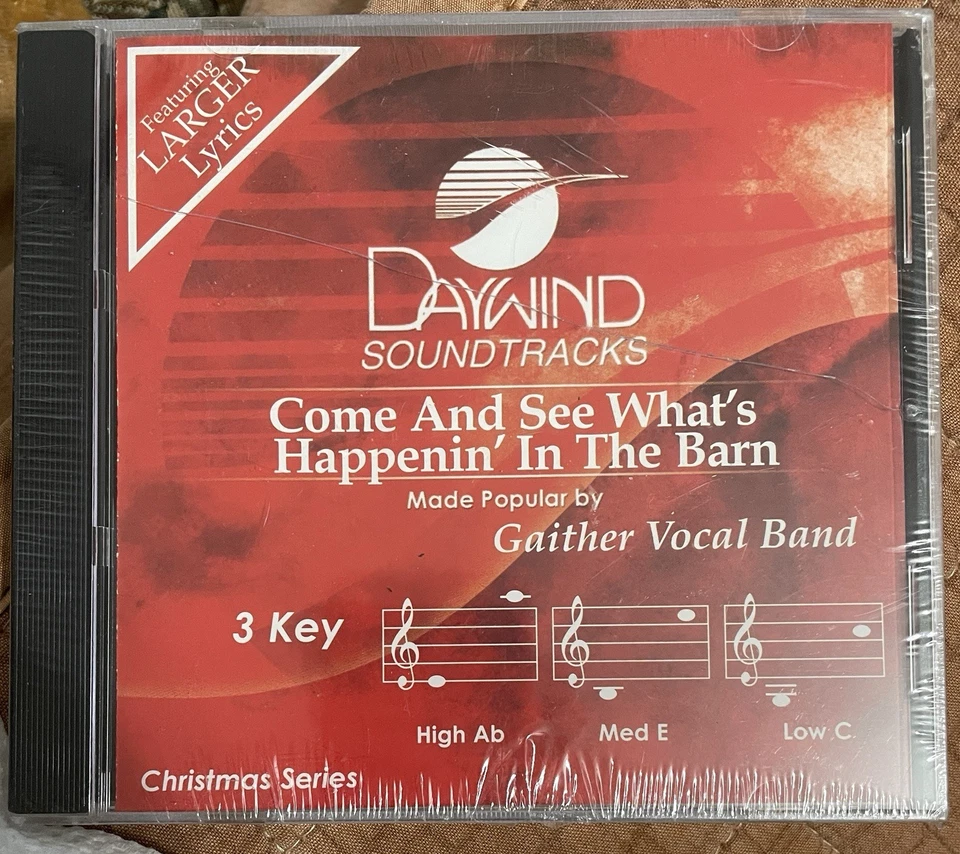 Featuring
LARGER
Lyrics
DAYWIND
SOUNDTRACKS
Come And See What's
Happenin' In The Barn
Made Popular by
Gaither Vocal Band
3 Key
High Ab
Med E
Low C
Christmas Series